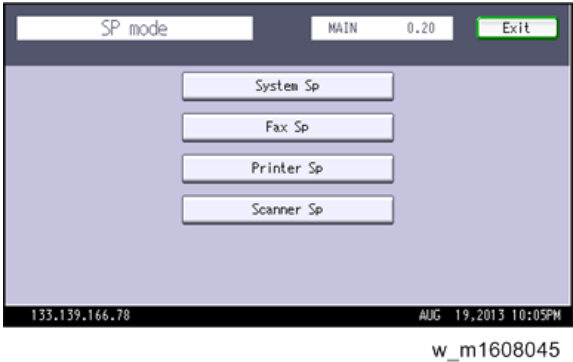 SP mode MAIN 0.20 Exit
System Sp
Fax Sp
Printer Sp
Scanner Sp
133.139.166.78 AUG 19,2013 10:05PM
w_m1608045